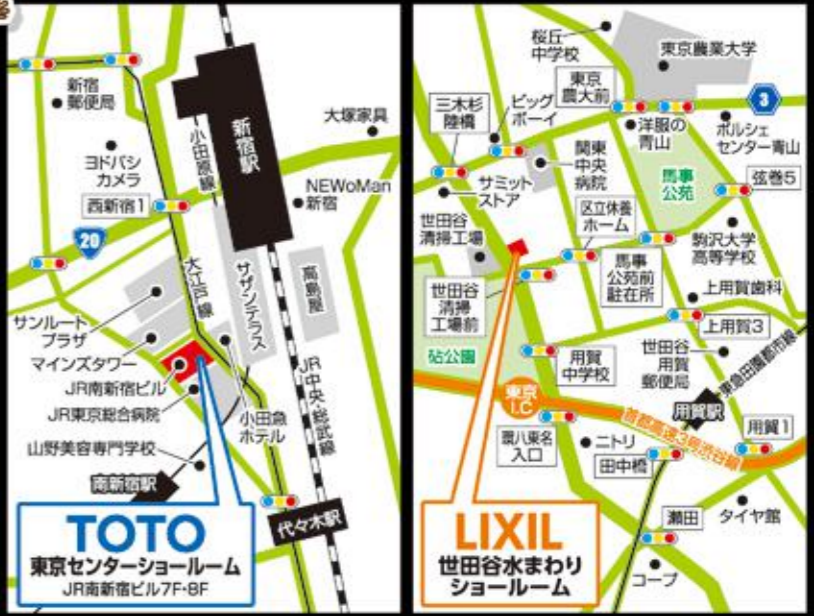 新宿
郵便局
ヨドバシ
カメラ
西新宿1
20
小田原線
新宿駅
大塚家具
NEWoMan
新宿
大江戸線
サザンテラス
高島屋
サンルート
プラザ
マインズタワー
JR南新宿ビル
JR東京総合病院
小田急
ホテル
JR中央・総武線
山野美容専門学校
南新宿駅
代々木駅
TOTO
東京センターショールーム
JR南新宿ビル7F・8F
桜丘
中学校
東京農業大学
東京
農大前
3
三本杉
陸橋
ビッグ
ボーイ
洋服の
青山
ポルシェ
センター青山
関東
中央
病院
馬事
公苑
弦巻5
サミット
ストア
区立休養
ホーム
世田谷
清掃工場
駒沢大学
高等学校
馬事
公苑前
駐在所
世田谷
清掃
工場前
上用賀歯科
上用賀3
砧公園
用賀
中学校
世田谷
用賀
郵便局
東急田園都市線
東京
I.C
用賀駅
首都高速3号渋谷線
用賀1
環八東名
入口
ニトリ
田中橋
瀬田
タイヤ館
コープ
LIXIL
世田谷水まわり
ショールーム